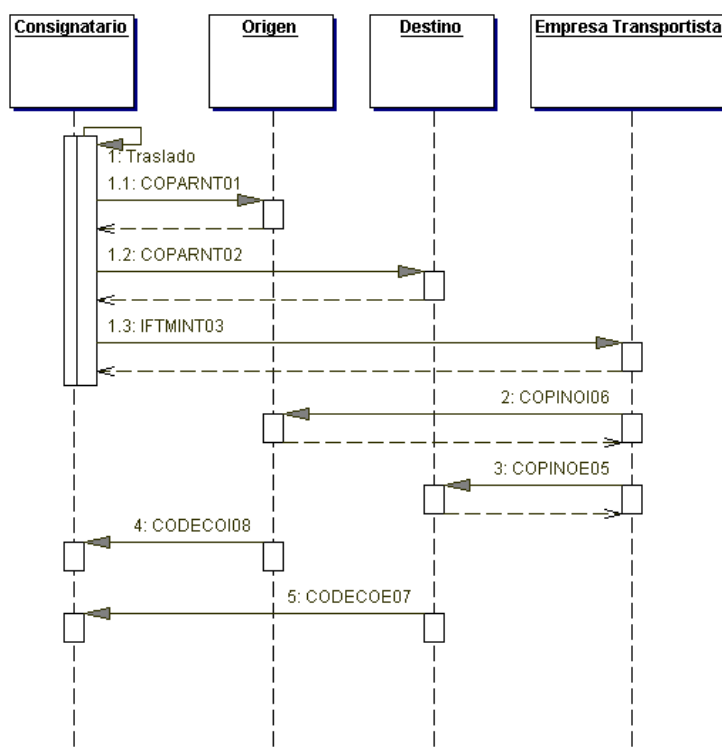 Consignatario
Origen
Destino
Empresa Transportista
1: Traslado
1.1: COPARNT01
1.2: COPARNT02
1.3: IFTMINT03
2: COPINOI06
3: COPINOE05
4: CODECOI08
5: CODECOE07